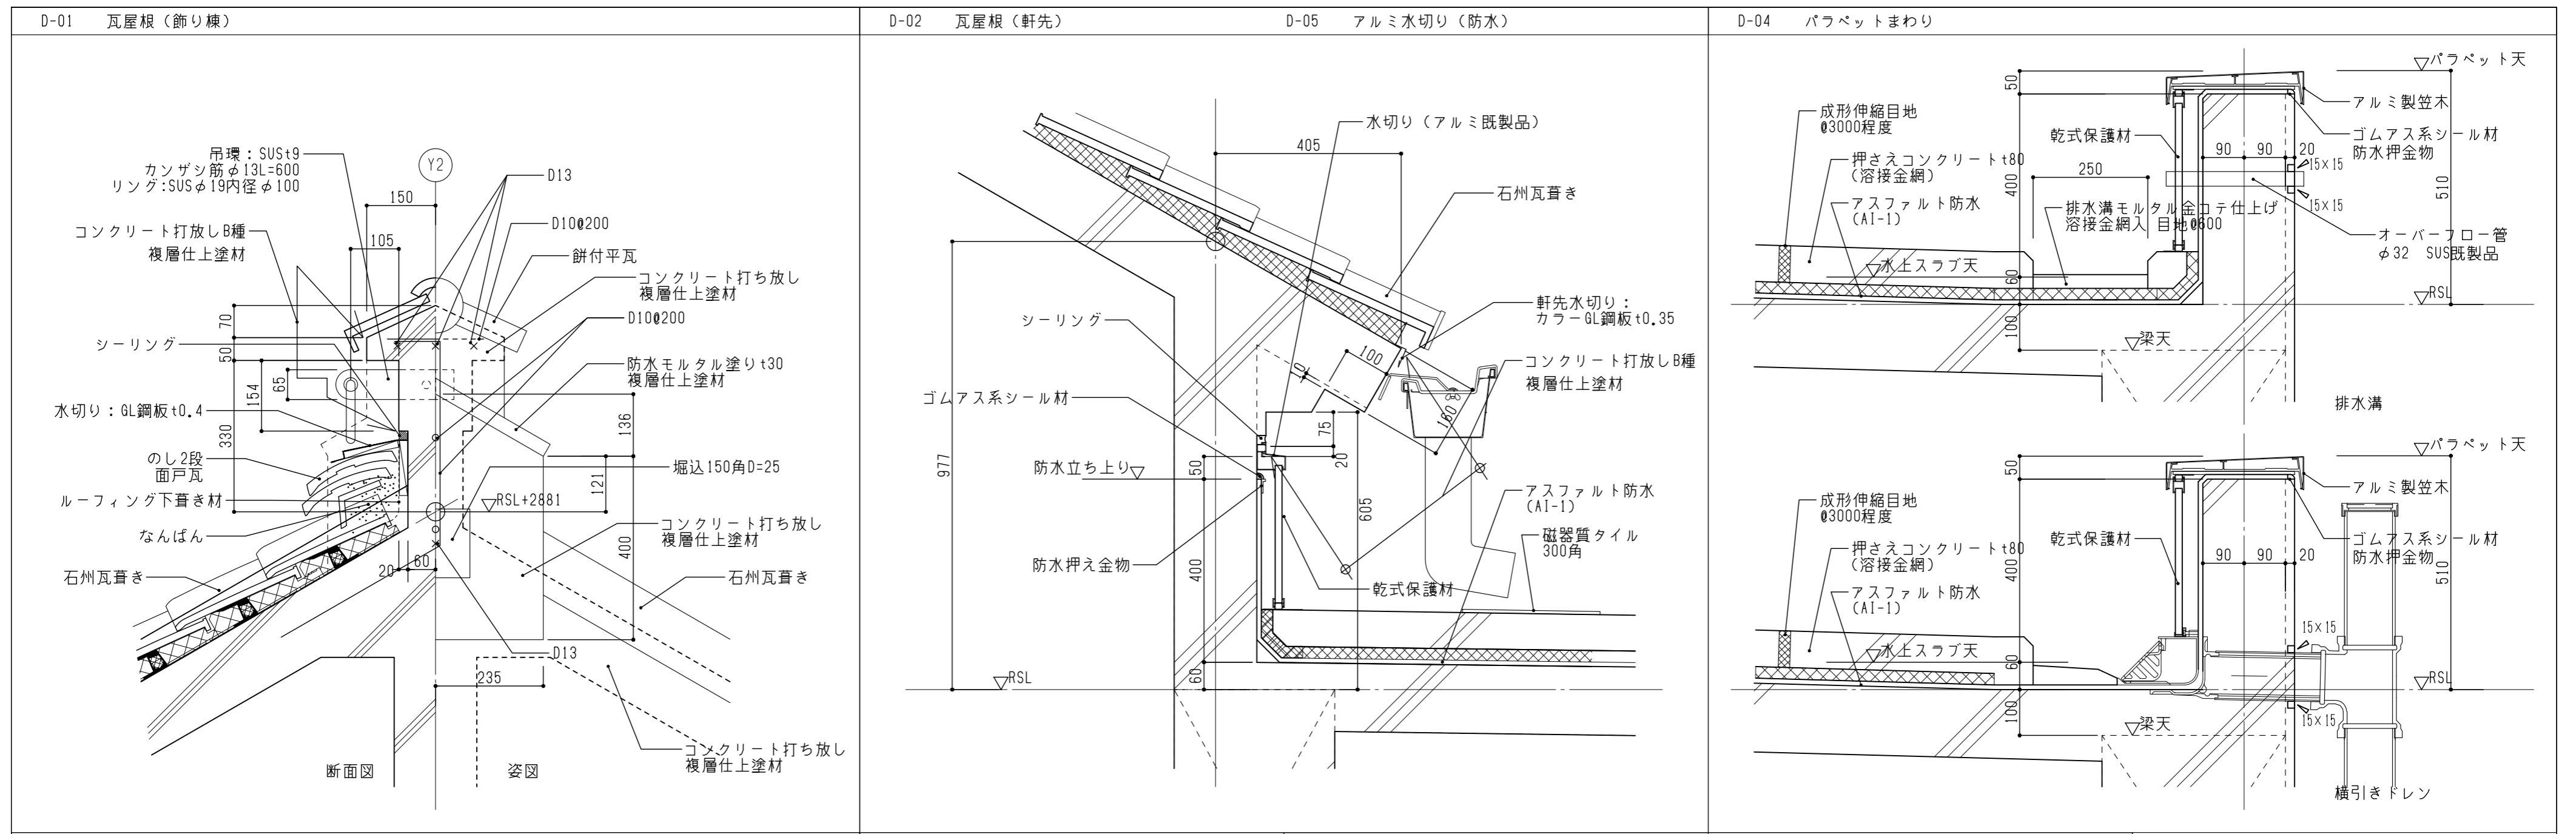 D-01 瓦屋根(飾り棟)
吊環：SUSt9
カンザシ筋φ13L=600
リング:SUSφ19内径φ100
Y2
150
D13
D10@200
コンクリート打放しB種
複層仕上塗材
105
餅付平瓦
コンクリート打ち放し
複層仕上塗材
D10@200
70
シーリング
50
防水モルタル塗りt30
複層仕上塗材
65
154
水切り：GL鋼板t0.4
330
136
のし2段
面戸瓦
堀込150角D=25
121
ルーフィング下葺き材
RSL+2881
なんばん
コンクリート打ち放し
複層仕上塗材
400
石州瓦葺き
20
60
石州瓦葺き
D13
235
コンクリート打ち放し
複層仕上塗材
断面図
姿図
D-02 瓦屋根(軒先)
D-05 アルミ水切り(防水)
水切り(アルミ既製品)
405
石州瓦葺き
軒先水切り：
カラーGL鋼板t0.35
シーリング
100
10
コンクリート打放しB種
複層仕上塗材
ゴムアス系シール材
160
75
20
977
防水立ち上り
50
アスファルト防水
(AI-1)
605
磁器質タイル
300角
防水押え金物
400
乾式保護材
60
RSL
D-04 パラペットまわり
パラペット天
50
アルミ製笠木
成形伸縮目地
@3000程度
乾式保護材
ゴムアス系シール材
防水押金物
押さえコンクリートt80
(溶接金網)
400
250
90
90
20
15×15
510
アスファルト防水
(AI-1)
排水溝モルタル金コテ仕上げ
溶接金網入 目地@600
15×15
オーバーフロー管
φ32 SUS既製品
水上スラブ天
60
RSL
100
梁天
排水溝
パラペット天
50
アルミ製笠木
成形伸縮目地
@3000程度
乾式保護材
ゴムアス系シール材
防水押金物
押さえコンクリートt80
(溶接金網)
400
90
90
20
510
アスファルト防水
(AI-1)
15×15
水上スラブ天
60
RSL
100
15×15
梁天
横引きドレン